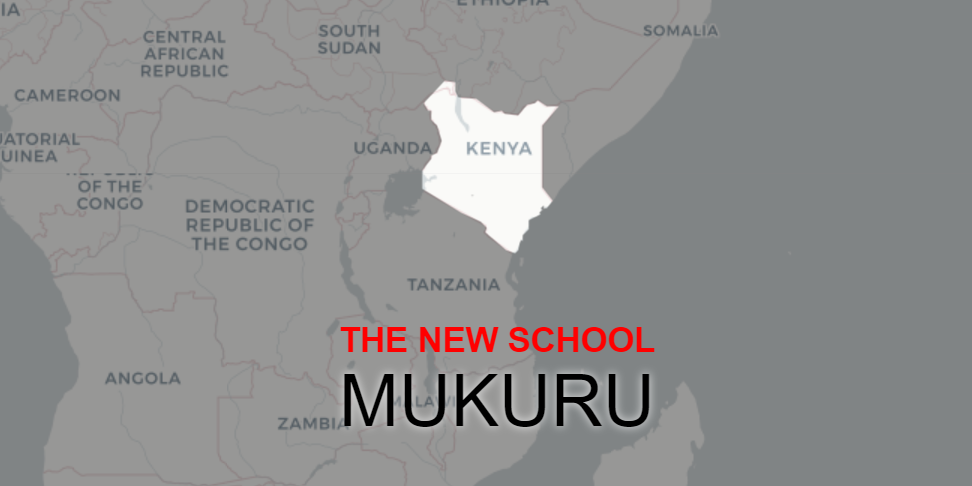 ETHIOPIA
IA
SOMALIA
SOUTH
SUDAN
CENTRAL
AFRICAN
REPUBLIC
CAMEROON
UATORIAL
UINEA
UGANDA
KENYA
REPUBLIC
OF THE
CONGO
DEMOCRATIC
REPUBLIC OF
THE CONGO
TANZANIA
THE NEW SCHOOL
MUKURU
ANGOLA
MALAWI
ZAMBIA